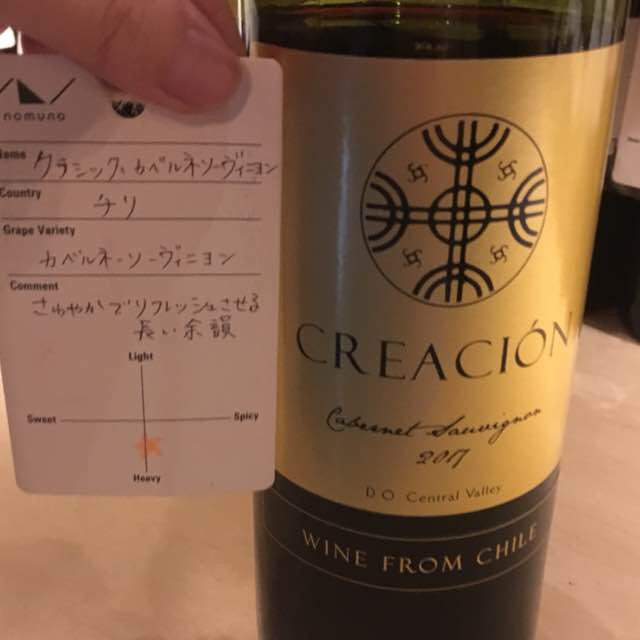 nomuno
Name クラシック、カベルネソーヴィニヨン
Country チリ
Grape Variety
カベルネ・ソーヴィニヨン
Comment
さわやかでリフレッシュさせる
長い余韻
Light
Sweet Spicy
Heavy
CREACIÓN
Cabernet Sauvignon
2017
D O Central Valley
WINE FROM CHILE